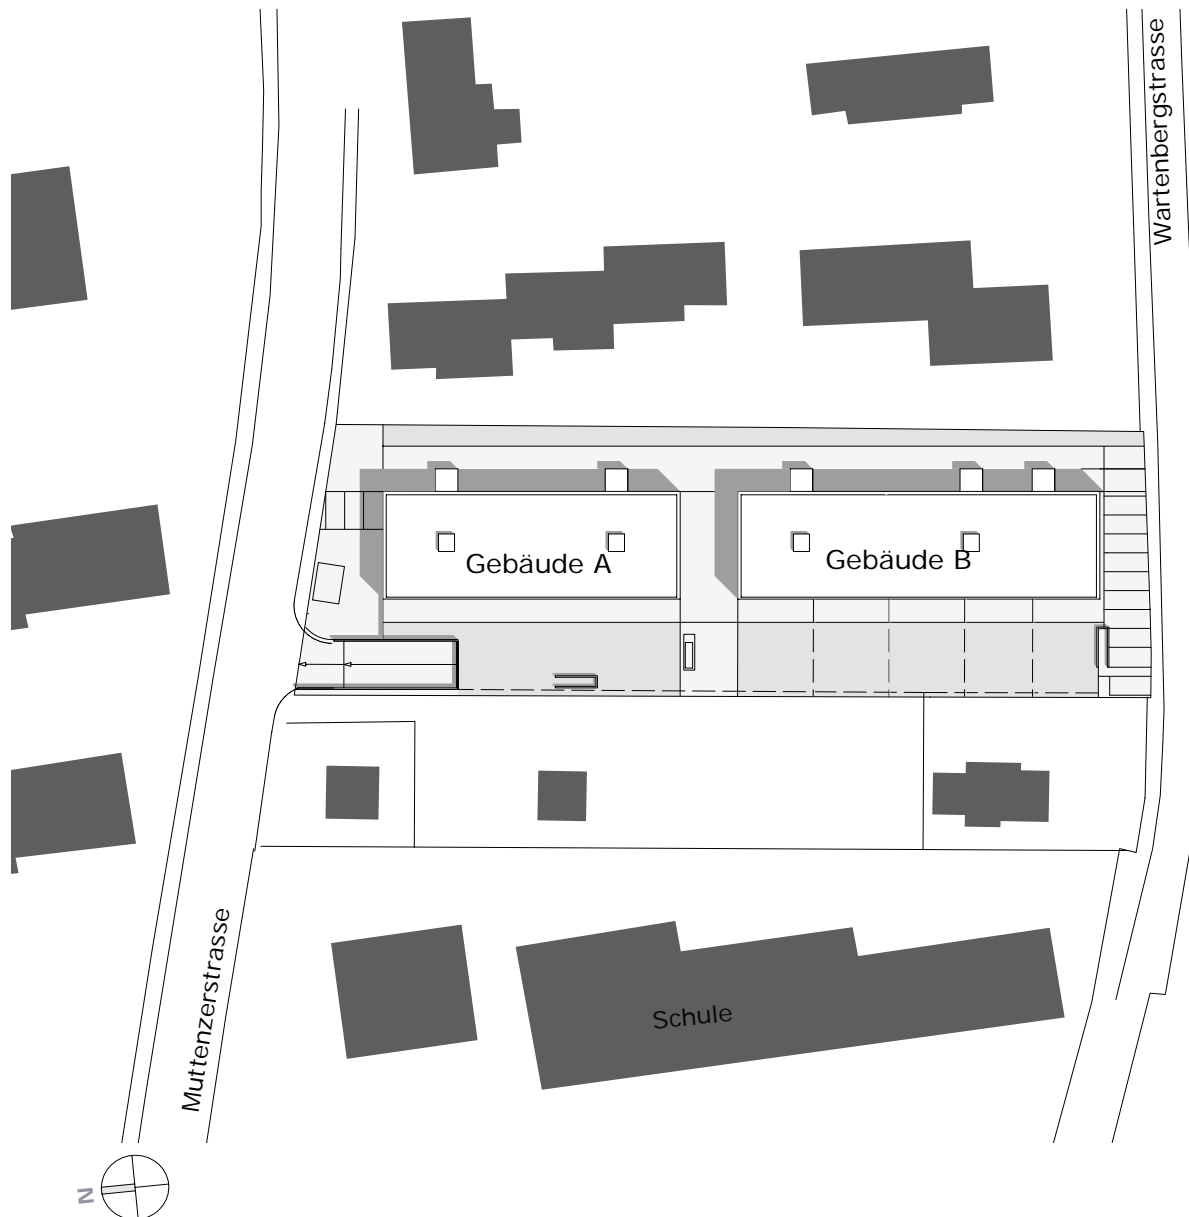 Wartenbergstrasse
Gebäude A
Gebäude B
Muttenzerstrasse
Schule
N